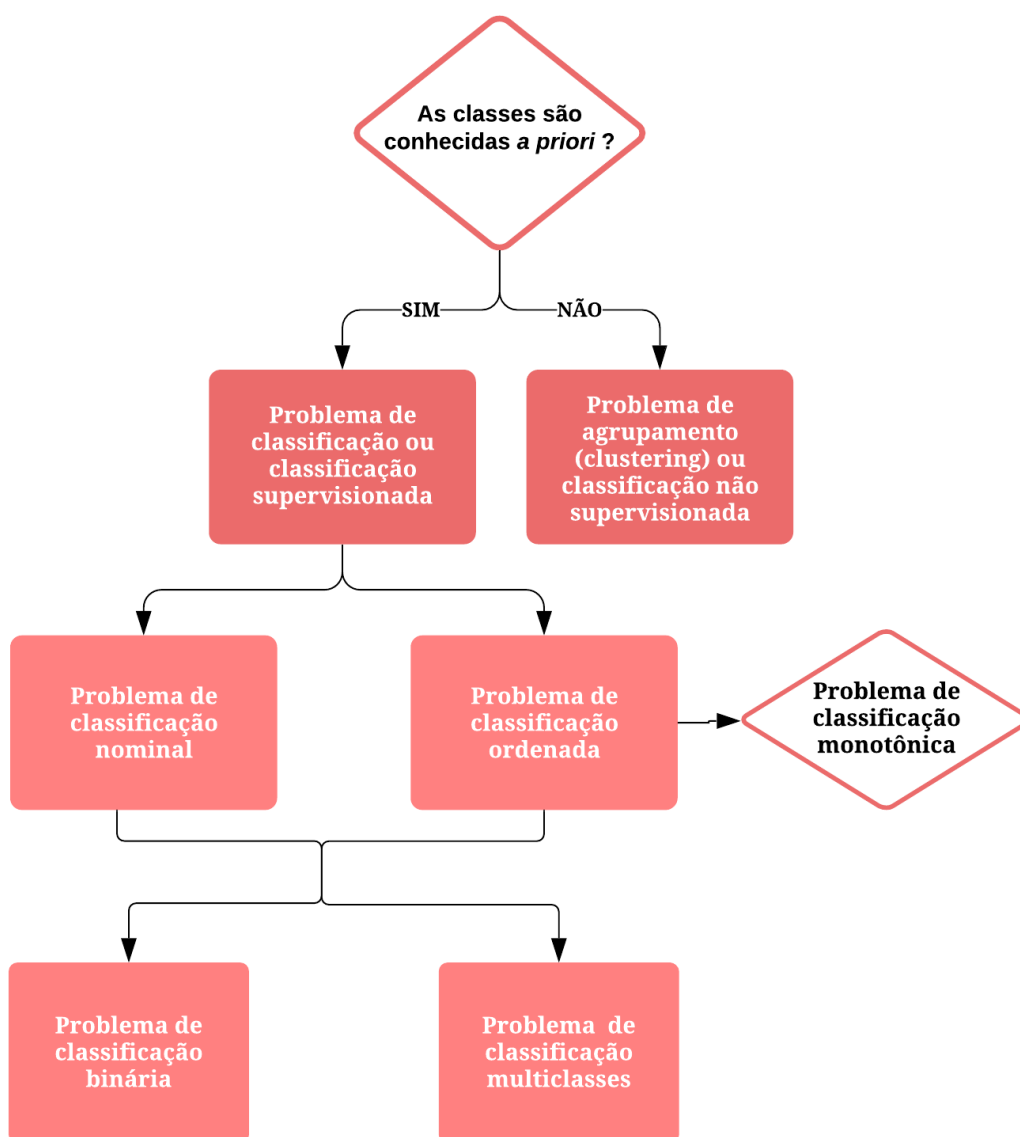 As classes são
conhecidas a priori ?
SIM
NÃO
Problema de
classificação ou
classificação
supervisionada
Problema de
agrupamento
(clustering) ou
classificação não
supervisionada
Problema de
classificação
nominal
Problema de
classificação
ordenada
Problema de
classificação
monotônica
Problema de
classificação
binária
Problema  de
classificação
multiclasses